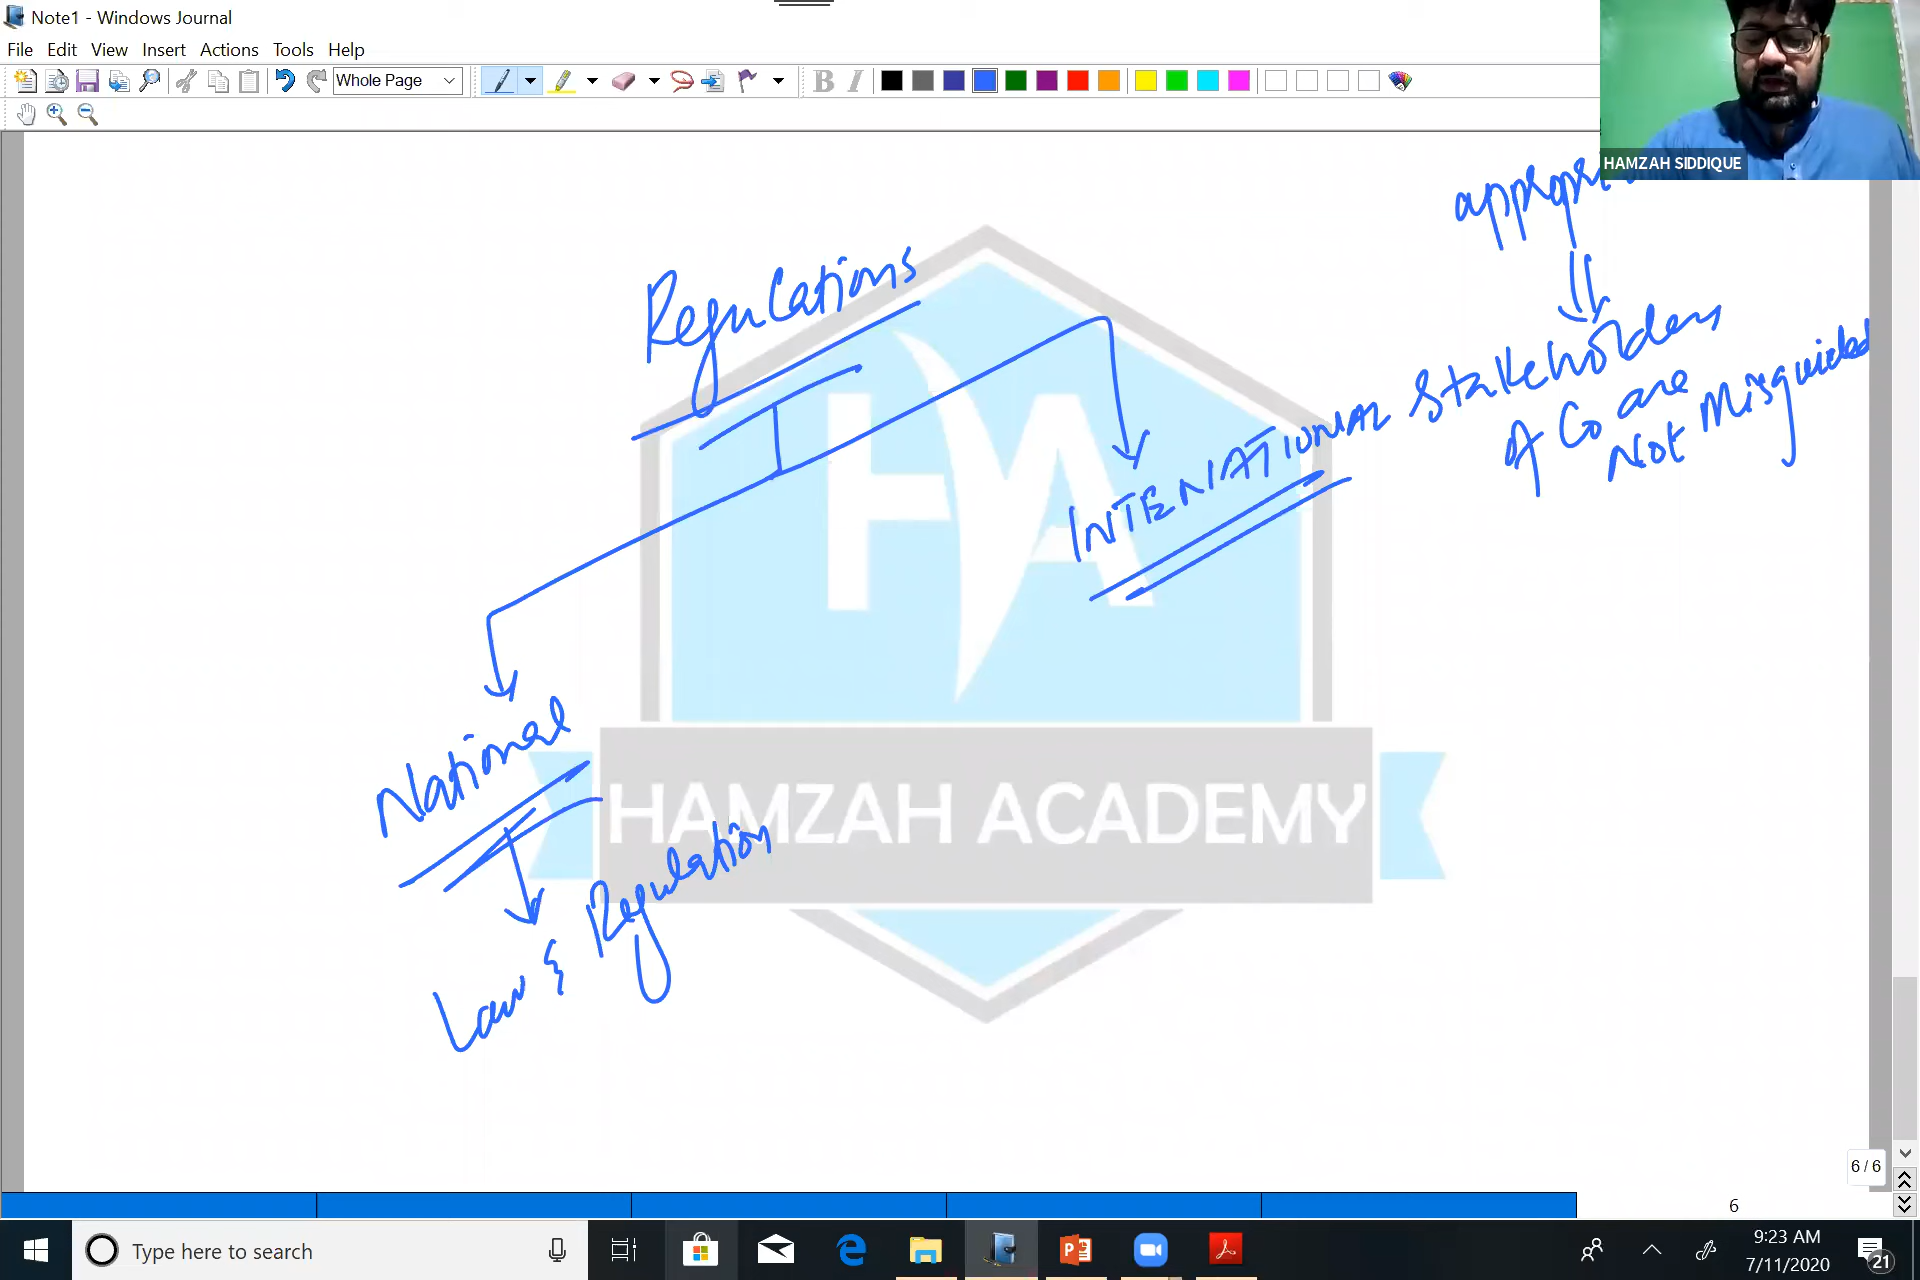 Note1 - Windows Journal
File Edit View Insert Actions Tools Help
Whole Page
B I
HAMZAH SIDDIQUE
Regulations
Stakeholders
of Co are
Not Misguided
INTENIATIONAL
National
Law & Regulation
HA
HAMZAH ACADEMY
6 / 6
6
Type here to search
9:23 AM
7/11/2020
21